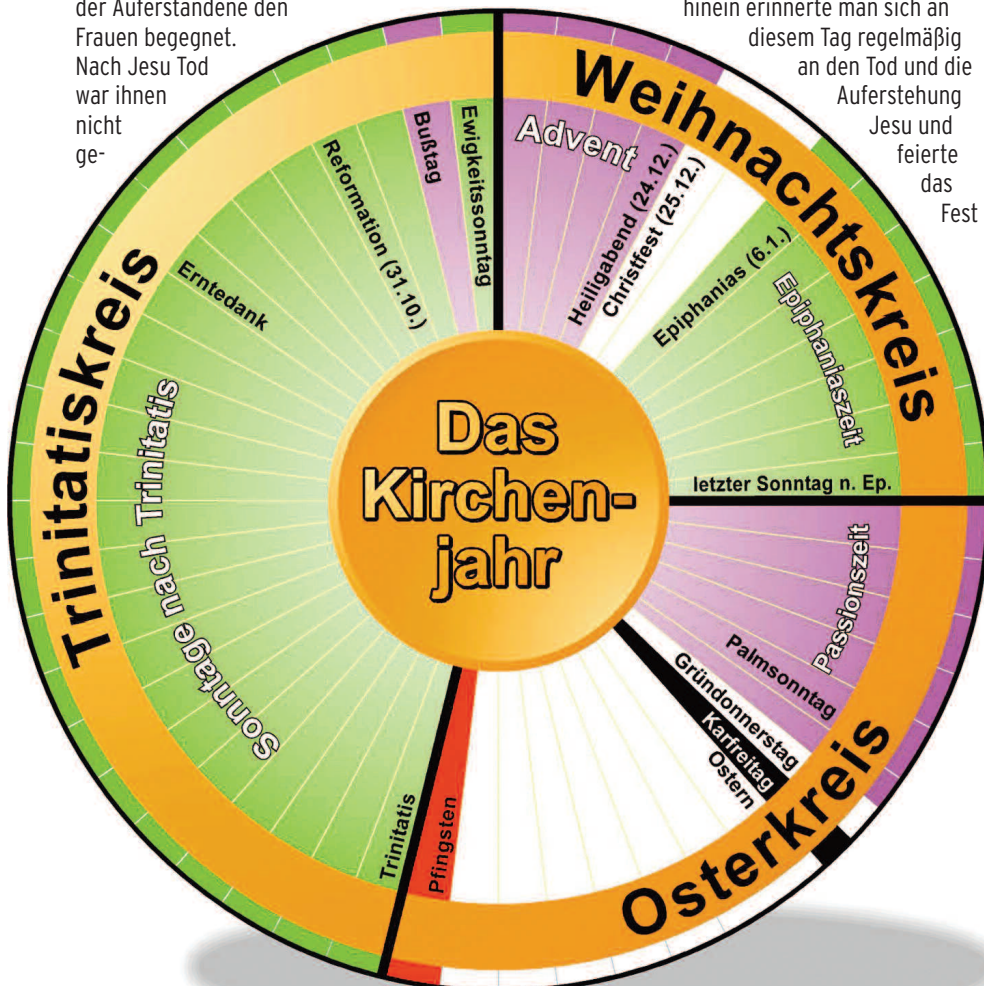 der Auferstandene den
Frauen begegnet.
Nach Jesu Tod
war ihnen
nicht
ge-
hinein erinnerte man sich an
diesem Tag regelmäßig
an den Tod und die
Auferstehung
Jesu und
feierte
das
Fest
Das
Kirchen-
jahr
Weihnachtskreis
Advent
Heiligabend (24.12.)
Christfest (25.12.)
Epiphanias (6.1.)
Epiphaniaszeit
letzter Sonntag n. Ep.
Osterkreis
Passionszeit
Palmsonntag
Gründonnerstag
Karfreitag
Ostern
Pfingsten
Trinitatiskreis
Trinitatis
Sonntage nach Trinitatis
Erntedank
Reformation (31.10.)
Bußtag
Ewigkeitssonntag